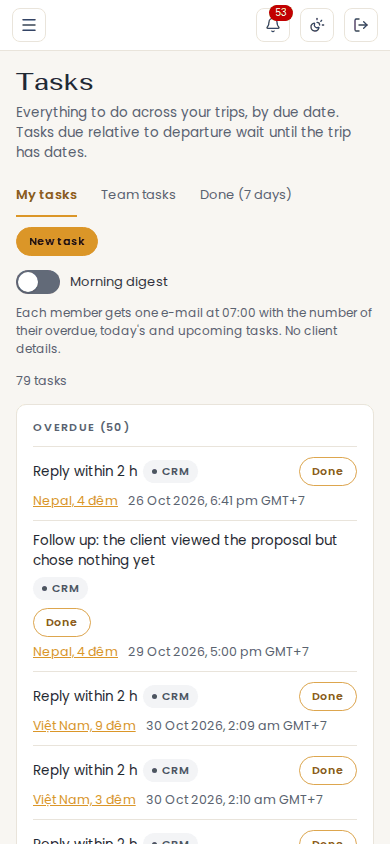 53
Tasks
Everything to do across your trips, by due date.
Tasks due relative to departure wait until the trip
has dates.
My tasks Team tasks Done (7 days)
New task
Morning digest
Each member gets one e-mail at 07:00 with the number of
their overdue, today's and upcoming tasks. No client
details.
79 tasks
OVERDUE (50)
Reply within 2 h CRM Done
Nepal, 4 đêm 26 Oct 2026, 6:41 pm GMT+7
Follow up: the client viewed the proposal but
chose nothing yet
CRM
Done
Nepal, 4 đêm 29 Oct 2026, 5:00 pm GMT+7
Reply within 2 h CRM Done
Việt Nam, 9 đêm 30 Oct 2026, 2:09 am GMT+7
Reply within 2 h CRM Done
Việt Nam, 3 đêm 30 Oct 2026, 2:10 am GMT+7
Reply within 2 h CRM Done